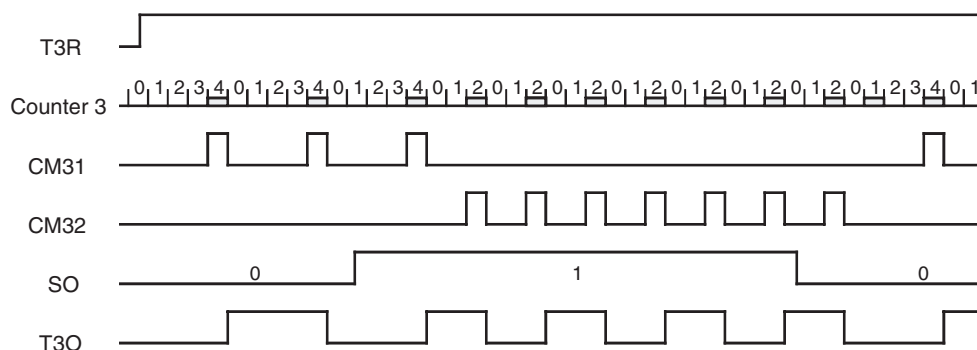 T3R
Counter 3 0 1 2 3 4 0 1 2 3 4 0 1 2 3 4 0 1 2 0 1 2 0 1 2 0 1 2 0 1 2 0 1 2 0 1 2 0 1 2 3 4 0 1
CM31
CM32
SO 0 1 0
T3O